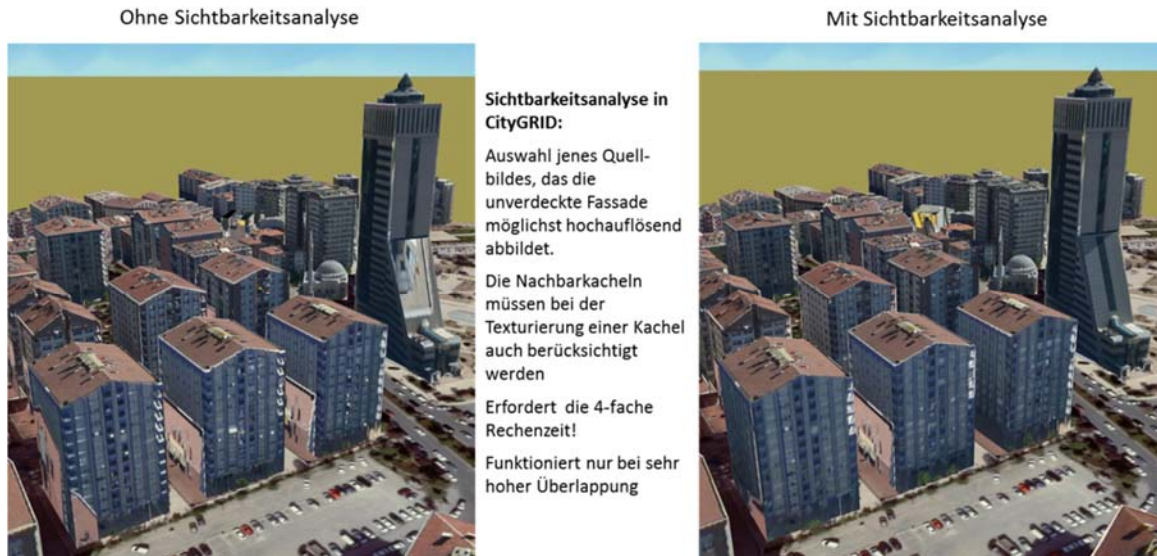 Ohne Sichtbarkeitsanalyse
Mit Sichtbarkeitsanalyse
Sichtbarkeitsanalyse in
CityGRID:
Auswahl jenes Quell-
bildes, das die
unverdeckte Fassade
möglichst hochauflösend
abbildet.
Die Nachbarkacheln
müssen bei der
Texturierung einer Kachel
auch berücksichtigt
werden
Erfordert die 4-fache
Rechenzeit!
Funktioniert nur bei sehr
hoher Überlappung